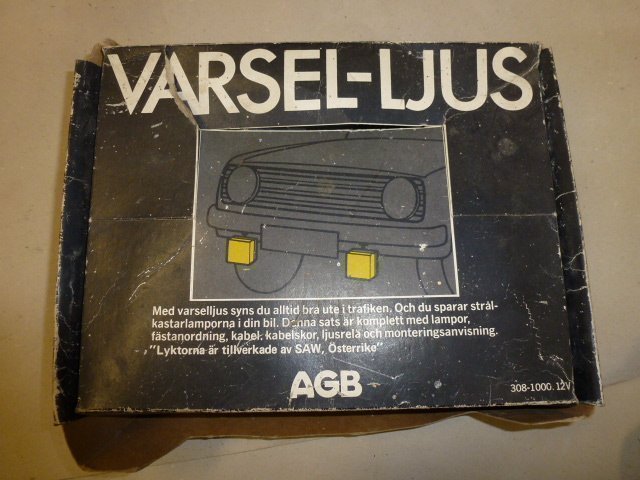 VARSEL-LJUS
Med varselljus syns du alltid bra ute i trafiken. Och du sparar strål-
kastarlamporna i din bil. Denna sats är komplett med lampor,
fästanordning, kabel, kabelskor, ljusrelä och monteringsanvisning.
"Lyktorna är tillverkade av SAW, Österrike"
AGB
308-1000. 12V